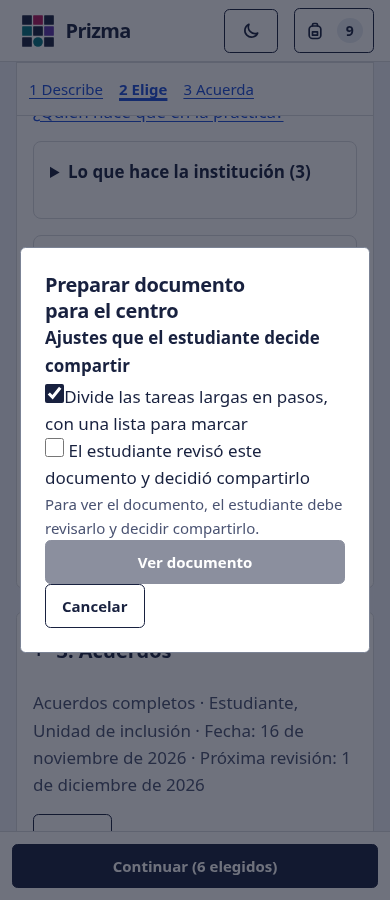 Prizma
9
1 Describe 2 Elige 3 Acuerda
¿Quién hace qué en la práctica?
Lo que hace la institución (3)
Preparar documento
para el centro
Ajustes que el estudiante decide
compartir
Divide las tareas largas en pasos,
con una lista para marcar
El estudiante revisó este
documento y decidió compartirlo
Para ver el documento, el estudiante debe
revisarlo y decidir compartirlo.
Ver documento
Cancelar
3. Acuerdos
Acuerdos completos · Estudiante,
Unidad de inclusión · Fecha: 16 de
noviembre de 2026 · Próxima revisión: 1
de diciembre de 2026
Continuar (6 elegidos)